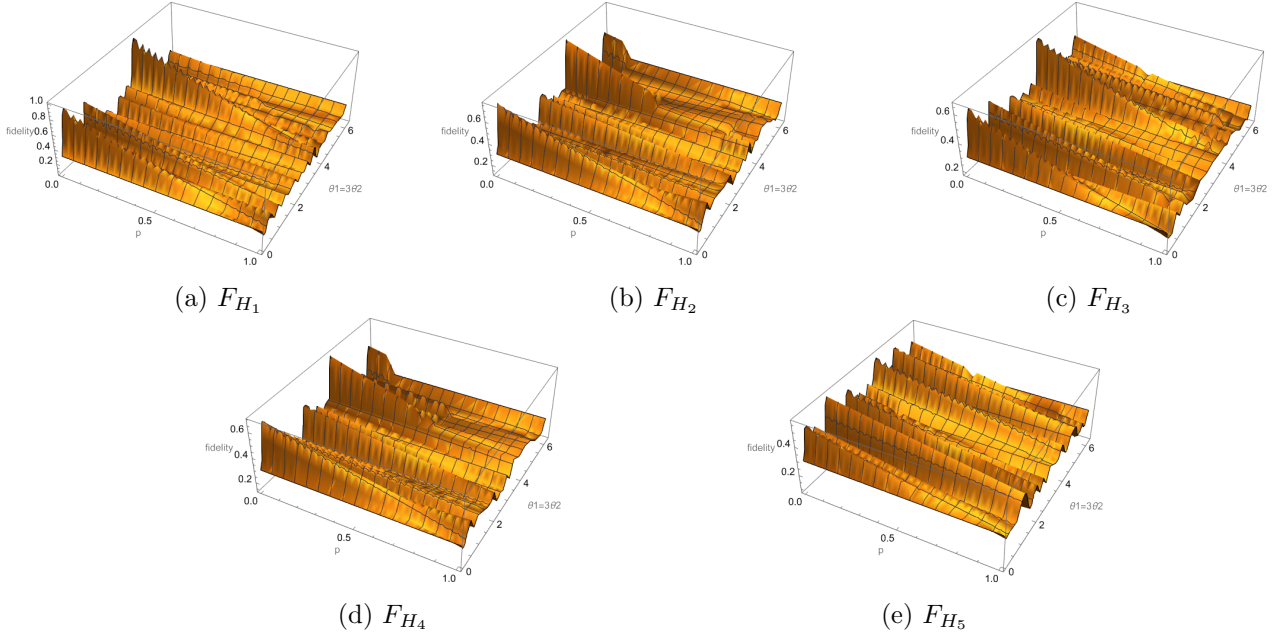 1.0
0.8
fidelity
0.6
0.4
0.2
0.0
0.5
p
1.0
0
2
4
6
θ1=3θ2
(a) F_{H_1}
0.6
fidelity
0.4
0.2
0.0
0.5
p
1.0
0
2
4
6
θ1=3θ2
(b) F_{H_2}
0.6
fidelity
0.4
0.2
0.0
0.5
p
1.0
0
2
4
6
θ1=3θ2
(c) F_{H_3}
0.6
fidelity
0.4
0.2
0.0
0.5
p
1.0
0
2
4
6
θ1=3θ2
(d) F_{H_4}
fidelity
0.4
0.2
0.0
0.5
p
1.0
0
2
4
6
θ1=3θ2
(e) F_{H_5}